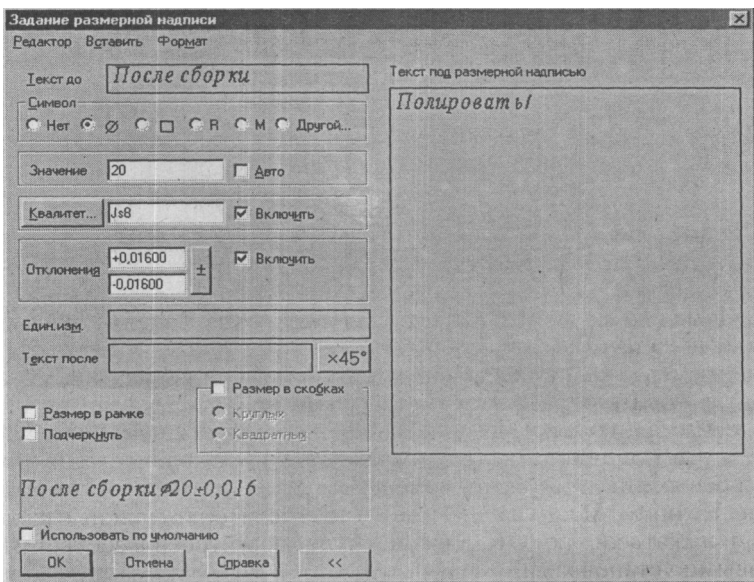 Задание размерной надписи
Редактор Вставить Формат
Текст до После сборки
Символ
Нет ⌀ □ R M Другой...
Значение 20 Авто
Квалитет... Js8 Включить
Отклонения +0,01600 ± Включить
-0,01600
Един.изм.
Текст после ×45°
Размер в скобках
Размер в рамке Круглых
Подчеркнуть Квадратных
После сборки⌀20±0,016
Использовать по умолчанию
OK Отмена Справка <<
Текст под размерной надписью
Полировать!